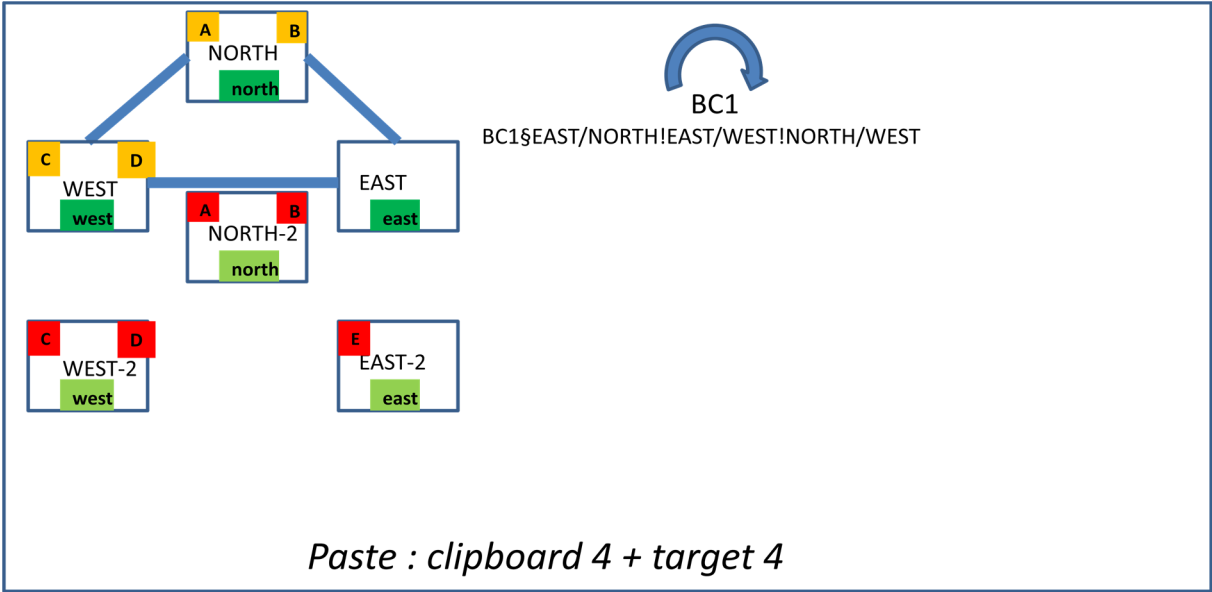 A B
NORTH
north
BC1
BC1§EAST/NORTH!EAST/WEST!NORTH/WEST
C D
WEST
west
EAST
east
A B
NORTH-2
north
C D
WEST-2
west
E
EAST-2
east
Paste : clipboard 4 + target 4